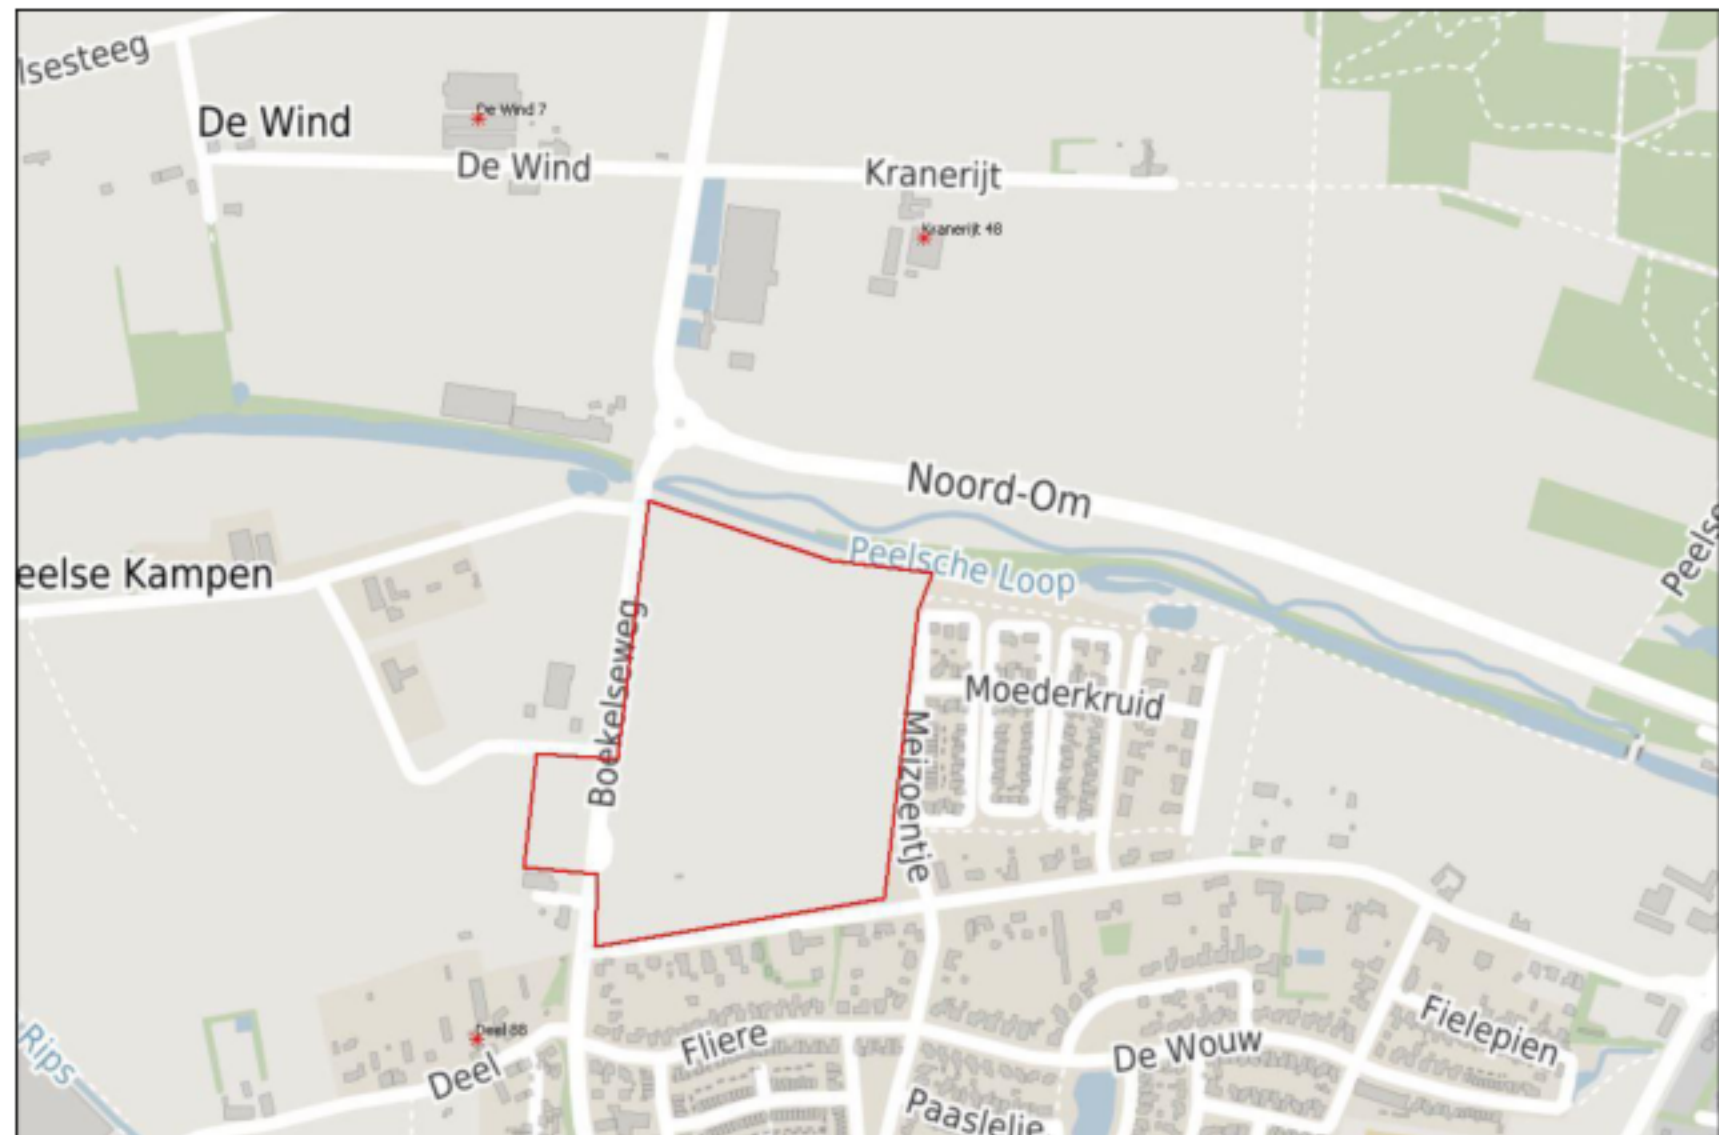 lsesteeg
De Wind
De Wind 7
De Wind
Kranerijt
Kranerijt 48
Noord-Om
Peelsche Loop
Peelse
eelse Kampen
Boekelseweg
Moederkruid
Meizoentje
Rips
Deel 88
Deel
Fliere
De Wouw
Fielepien
Paaslelie